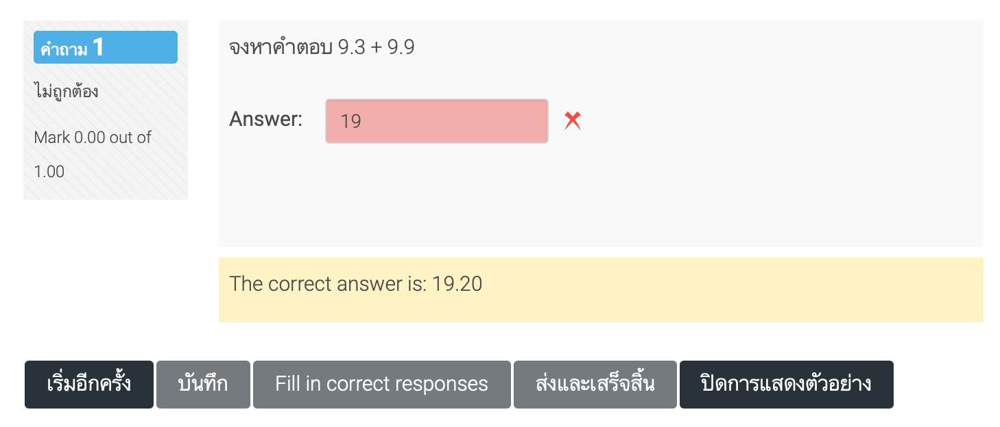 คำถาม 1
ไม่ถูกต้อง
Mark 0.00 out of
1.00
จงหาคำตอบ 9.3 + 9.9
Answer: 19
The correct answer is: 19.20
เริ่มอีกครั้ง บันทึก Fill in correct responses ส่งและเสร็จสิ้น ปิดการแสดงตัวอย่าง